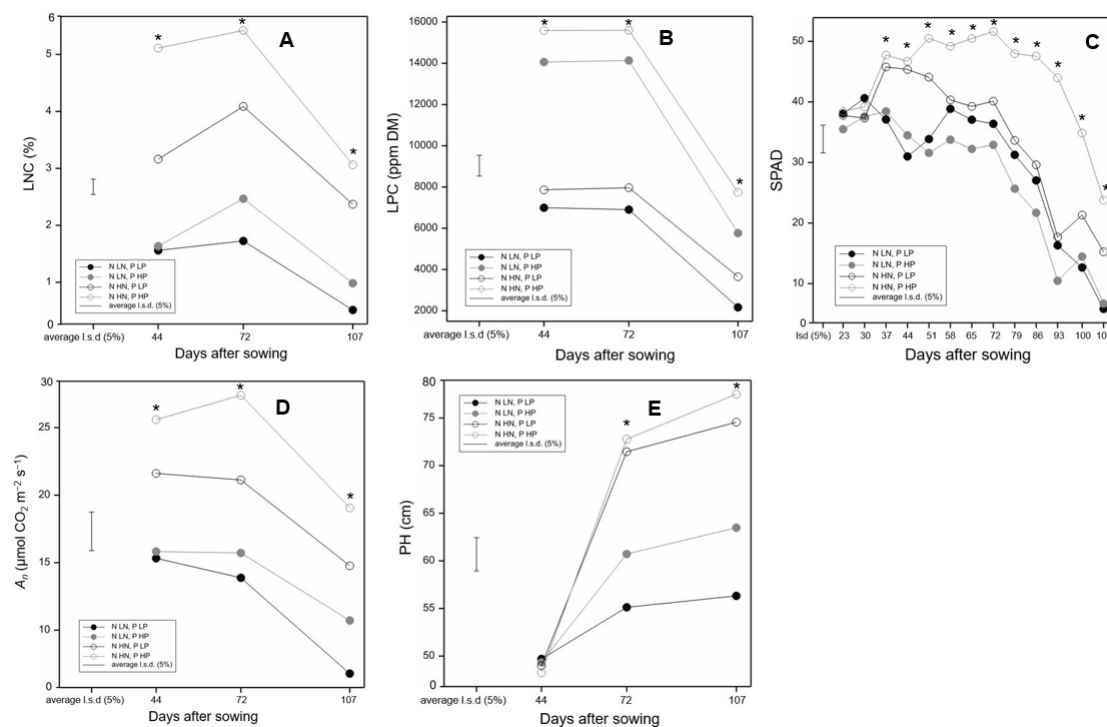 A
6
5
4
3
2
1
0
LNC (%)
N LN, P LP
N LN, P HP
N HN, P LP
N HN, P HP
average l.s.d (5%)
average l.s.d (5%) 44 72 107
Days after sowing
B
16000
14000
12000
10000
8000
6000
4000
2000
LPC (ppm DM)
N LN, P LP
N LN, P HP
N HN, P LP
N HN, P HP
average l.s.d. (5%)
average l.s.d (5%) 44 72 107
Days after sowing
C
50
40
30
20
10
0
SPAD
N LN, P LP
N LN, P HP
N HN, P LP
N HN, P HP
average l.s.d (5%)
lsd (5%) 23 30 37 44 51 58 65 72 79 86 93 100
Days after sowing
D
30
25
20
15
10
0
An (µmol CO2 m−2 s−1)
N LN, P LP
N LN, P HP
N HN, P LP
N HN, P HP
average l.s.d. (5%)
average l.s.d (5%) 44 72 107
Days after sowing
E
80
75
70
65
60
55
50
0
PH (cm)
N LN, P LP
N LN, P HP
N HN, P LP
N HN, P HP
average l.s.d. (5%)
average l.s.d (5%) 44 72 107
Days after sowing